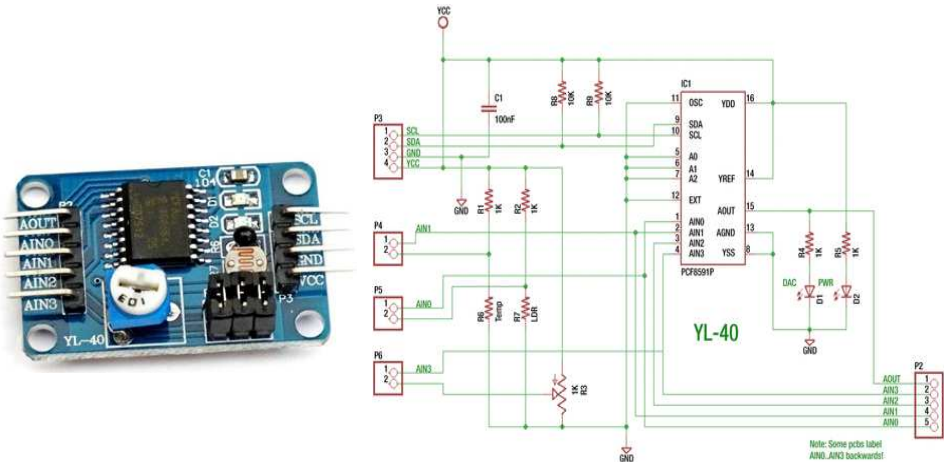 C1
104
D1
D2
R6
P3
SCL
SDA
GND
VCC
AOUT
AIN0
AIN1
AIN2
AIN3
E01
YL-40
YCC
C1
100nF
R8
10K
R9
10K
P3
1
2
3
4
SCL
SDA
GND
YCC
GND
R1
1K
R2
1K
P4
1
2
AIN1
P5
1
2
AIN0
P6
1
2
AIN3
R6
Temp
R7
LDR
1K
R3
GND
IC1
11
9
10
5
6
7
12
1
2
3
4
OSC
SDA
SCL
A0
A1
A2
EXT
AIN0
AIN1
AIN2
AIN3
YDD
YREF
AOUT
AGND
YSS
16
14
15
13
8
PCF8591P
YL-40
R4
1K
R5
1K
DAC
D1
PWR
D2
GND
P2
AOUT 1
AIN3 2
AIN2 3
AIN1 4
AIN0 5
Note: Some pcbs label
AIN0..AIN3 backwards!